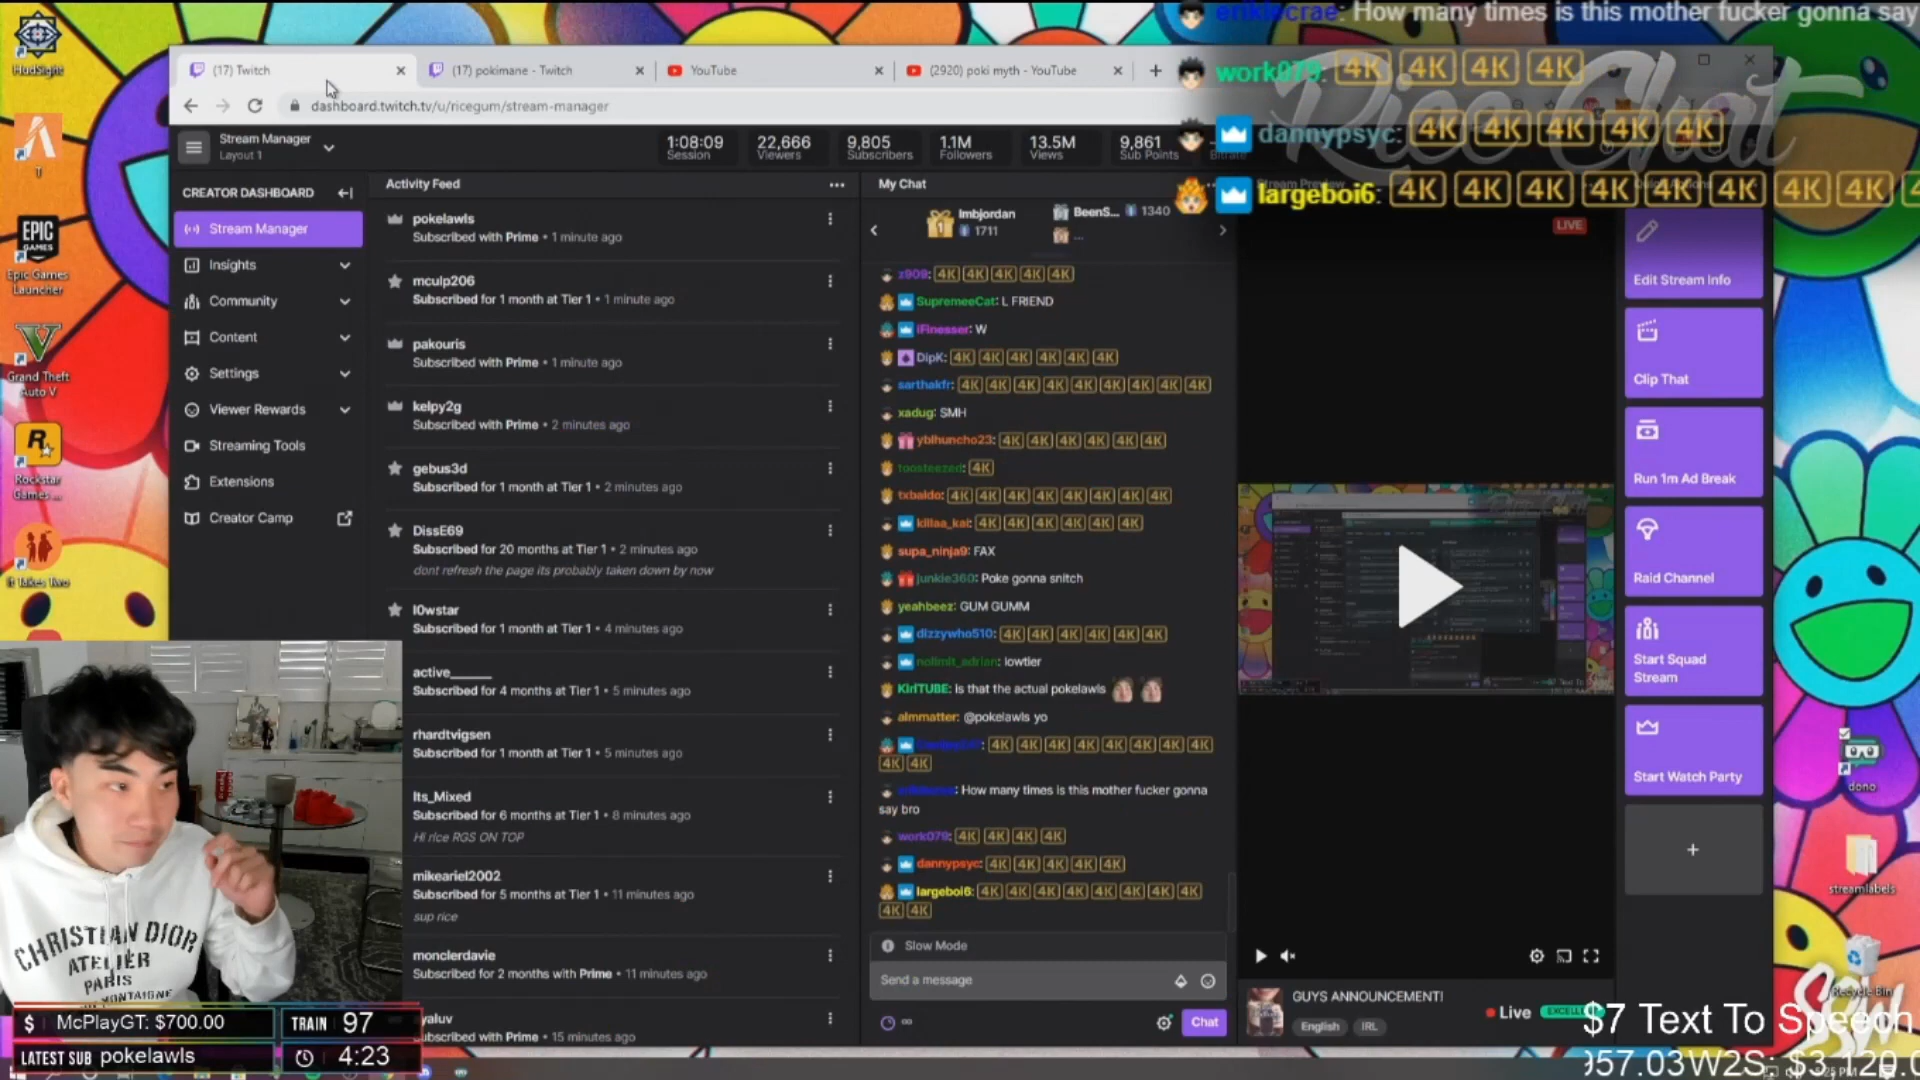 HudSight
eriklecrae: How many times is this mother fucker gonna say
(17) Twitch
(17) pokimane - Twitch
YouTube
(2920) poki myth - YouTube
work079: 4K 4K 4K 4K
Rice Chat
dashboard.twitch.tv/u/ricegum/stream-manager
dannypsyc: 4K 4K 4K 4K 4K
largeboi6: 4K 4K 4K 4K 4K 4K 4K 4K
Stream Manager
Layout 1
1:08:09
Session
22,666
Viewers
9,805
Subscribers
1.1M
Followers
13.5M
Views
9,861
Sub Points
Bitrate
1
EPIC
GAMES
Epic Games
Launcher
Grand Theft
Auto V
Rockstar
Games ...
It Takes Two
CREATOR DASHBOARD
Stream Manager
Insights
Community
Content
Settings
Viewer Rewards
Streaming Tools
Extensions
Creator Camp
Activity Feed
pokelawls
Subscribed with Prime • 1 minute ago
mculp206
Subscribed for 1 month at Tier 1 • 1 minute ago
pakouris
Subscribed with Prime • 1 minute ago
kelpy2g
Subscribed with Prime • 2 minutes ago
gebus3d
Subscribed for 1 month at Tier 1 • 2 minutes ago
DissE69
Subscribed for 20 months at Tier 1 • 2 minutes ago
dont refresh the page its probably taken down by now
l0wstar
Subscribed for 1 month at Tier 1 • 4 minutes ago
active______
Subscribed for 4 months at Tier 1 • 5 minutes ago
rhardtvigsen
Subscribed for 1 month at Tier 1 • 5 minutes ago
Its_Mixed
Subscribed for 6 months at Tier 1 • 8 minutes ago
Hi rice RGS ON TOP
mikeariel2002
Subscribed for 5 months at Tier 1 • 11 minutes ago
sup rice
monclerdavie
Subscribed for 2 months with Prime • 11 minutes ago
yaluv
15 minutes ago
My Chat
1 Imbjordan
1711
BeenS... 1340
...
z909: 4K 4K 4K 4K 4K
SupremeeCat: L FRIEND
iFinesser: W
DipK: 4K 4K 4K 4K 4K 4K
sarthakfr: 4K 4K 4K 4K 4K 4K 4K 4K 4K
xadug: SMH
yblhuncho23: 4K 4K 4K 4K 4K 4K
toosteezed: 4K
txbaldo: 4K 4K 4K 4K 4K 4K 4K 4K
killaa_kai: 4K 4K 4K 4K 4K 4K
supa_ninja9: FAX
junkie360: Poke gonna snitch
yeahbeez: GUM GUMM
dizzywho510: 4K 4K 4K 4K 4K 4K
nolimit_adrian: lowtier
KiriTUBE: is that the actual pokelawls
almmatter: @pokelawls yo
4K 4K 4K 4K 4K 4K 4K 4K
4K 4K
eriklecrae: How many times is this mother fucker gonna
say bro
work079: 4K 4K 4K 4K
dannypsyc: 4K 4K 4K 4K 4K
largeboi6: 4K 4K 4K 4K 4K 4K 4K 4K
4K 4K
Slow Mode
Send a message
Chat
Stream Preview
LIVE
GUYS ANNOUNCEMENT!
English
IRL
Live
Edit Stream Info
Clip That
Run 1m Ad Break
Raid Channel
Start Squad
Stream
Start Watch Party
+
dono
streamlabels
Recycle Bin
CHRISTIAN DIOR
ATELIER
PARIS
MONTAIGNE
$ McPlayGT: $700.00
TRAIN 97
LATEST SUB pokelawls
4:23
$7 Text To Speech
957.03W2S: $3,120.0